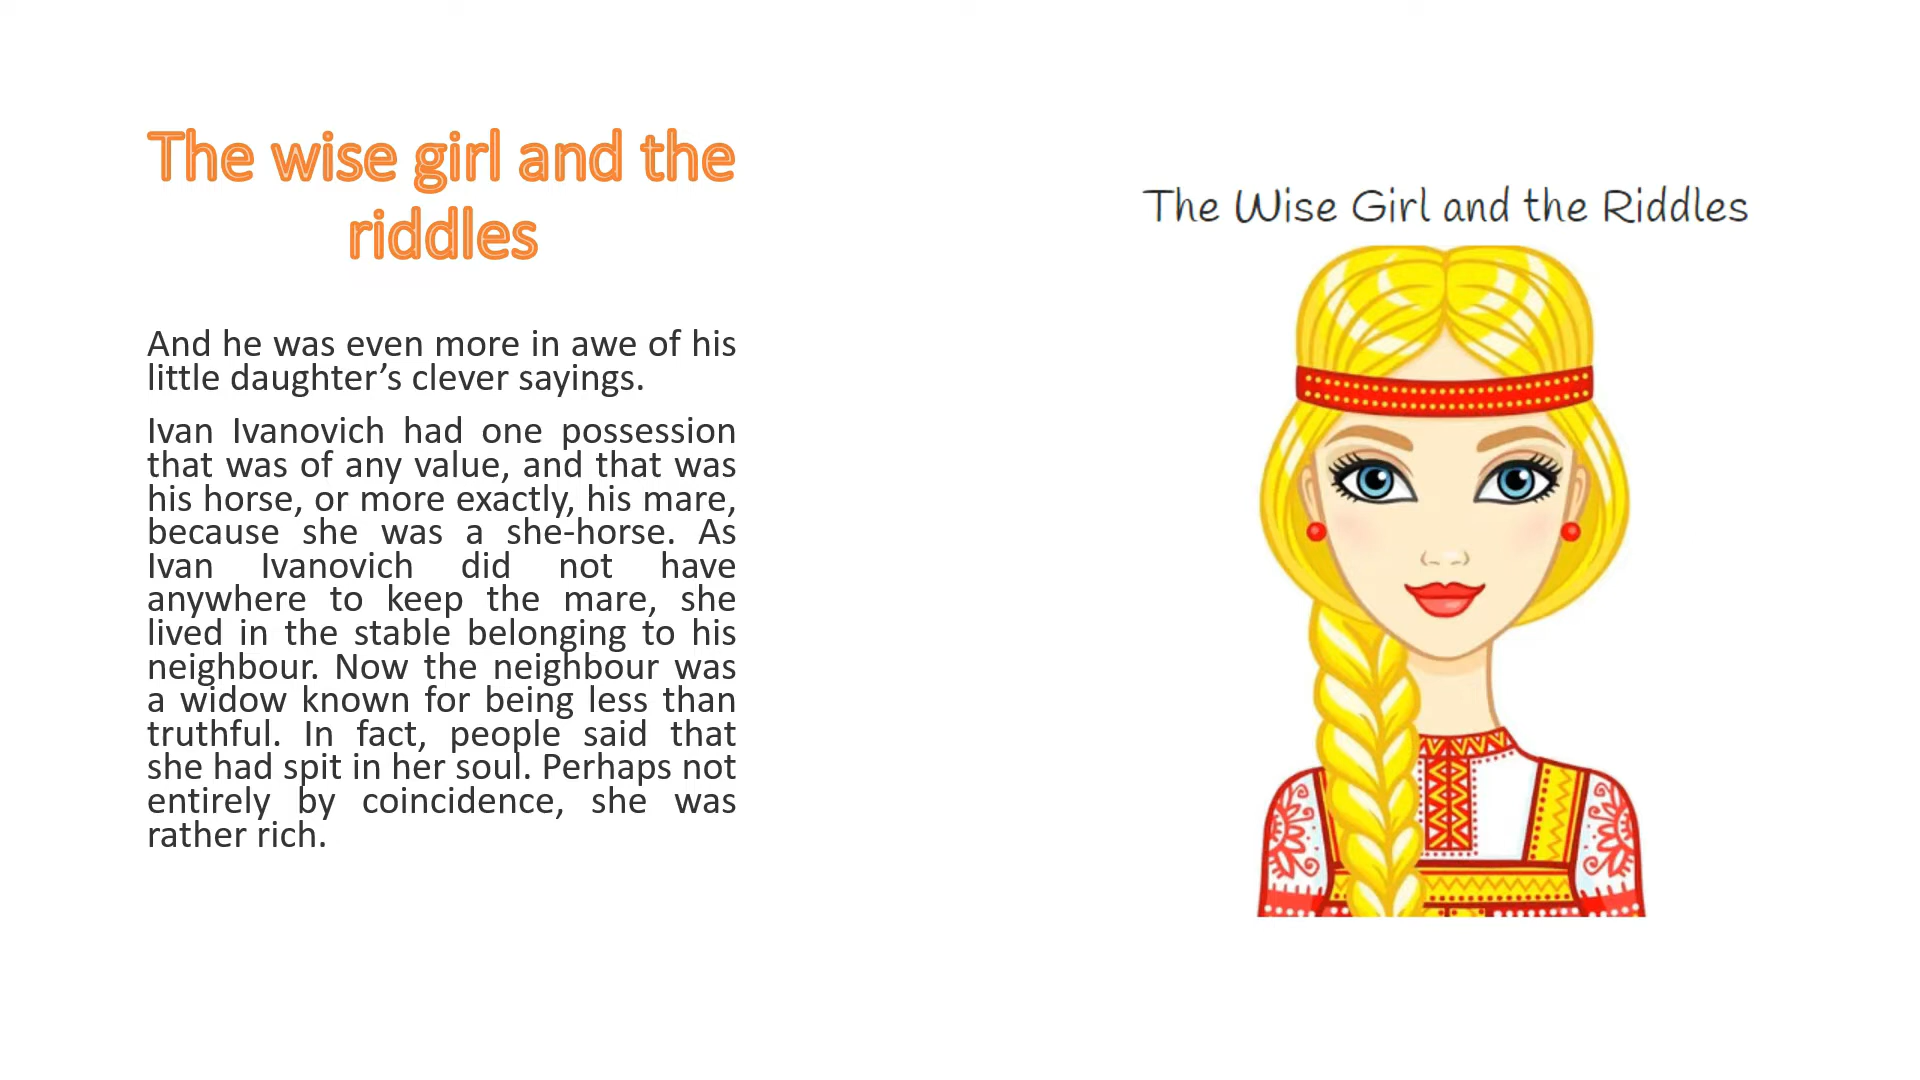 The wise girl and the
riddles
And he was even more in awe of his
little daughter’s clever sayings.
Ivan Ivanovich had one possession
that was of any value, and that was
his horse, or more exactly, his mare,
because she was a she-horse. As
Ivan Ivanovich did not have
anywhere to keep the mare, she
lived in the stable belonging to his
neighbour. Now the neighbour was
a widow known for being less than
truthful. In fact, people said that
she had spit in her soul. Perhaps not
entirely by coincidence, she was
rather rich.
The Wise Girl and the Riddles